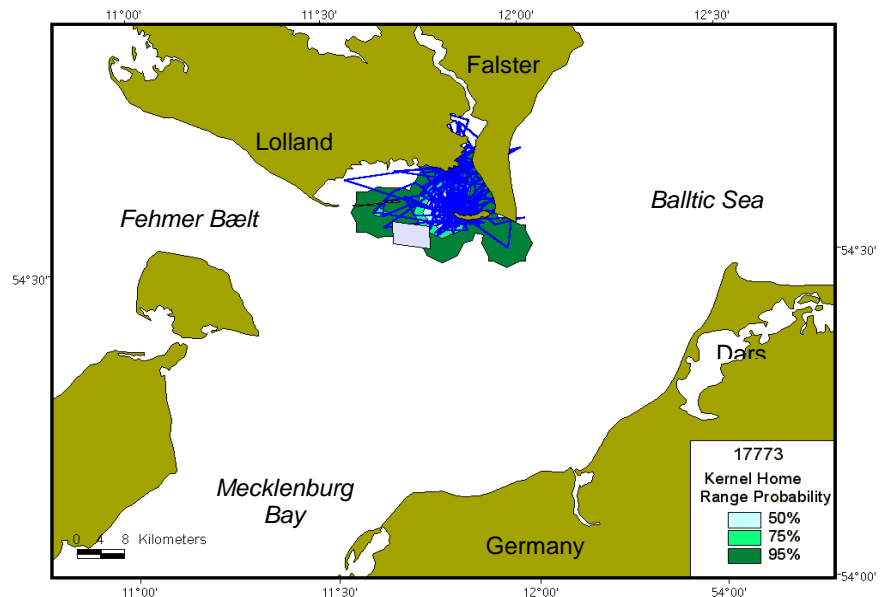 11°00' 11°30' 12°00' 12°30'
Falster
Lolland
Balltic Sea
Fehmer Bælt
54°30'
54°30'
Dars
17773
Kernel Home
Range Probability
50%
75%
95%
Mecklenburg
Bay
0 4 8 Kilometers
Germany
54°00'
11°00' 11°30' 12°00' 54°00'